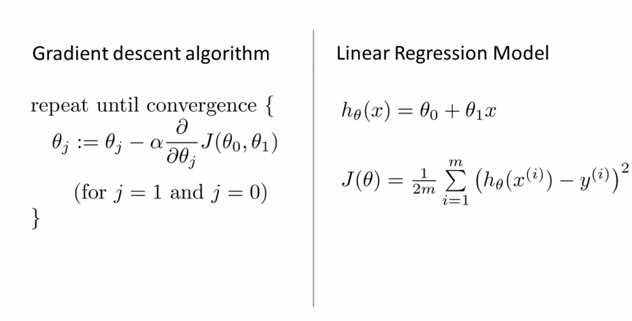 Gradient descent algorithm
repeat until convergence {
θ_j := θ_j − α ∂/∂θ_j J(θ_0, θ_1)
(for j = 1 and j = 0)
}
Linear Regression Model
h_θ(x) = θ_0 + θ_1x
J(θ) = 1/2m ∑_{i=1}^{m} (h_θ(x^{(i)}) − y^{(i)})^2